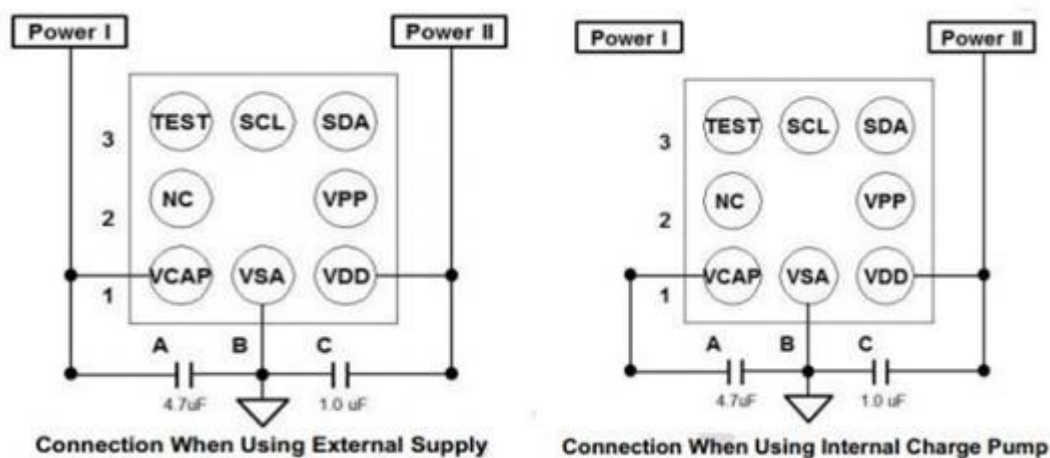 Power I Power II
TEST SCL SDA
3
NC VPP
2
VCAP VSA VDD
1
A B C
4.7uF 1.0 uF
Connection When Using External Supply
Power I Power II
TEST SCL SDA
3
NC VPP
2
VCAP VSA VDD
1
A B C
4.7uF 1.0 uF
Connection When Using Internal Charge Pump